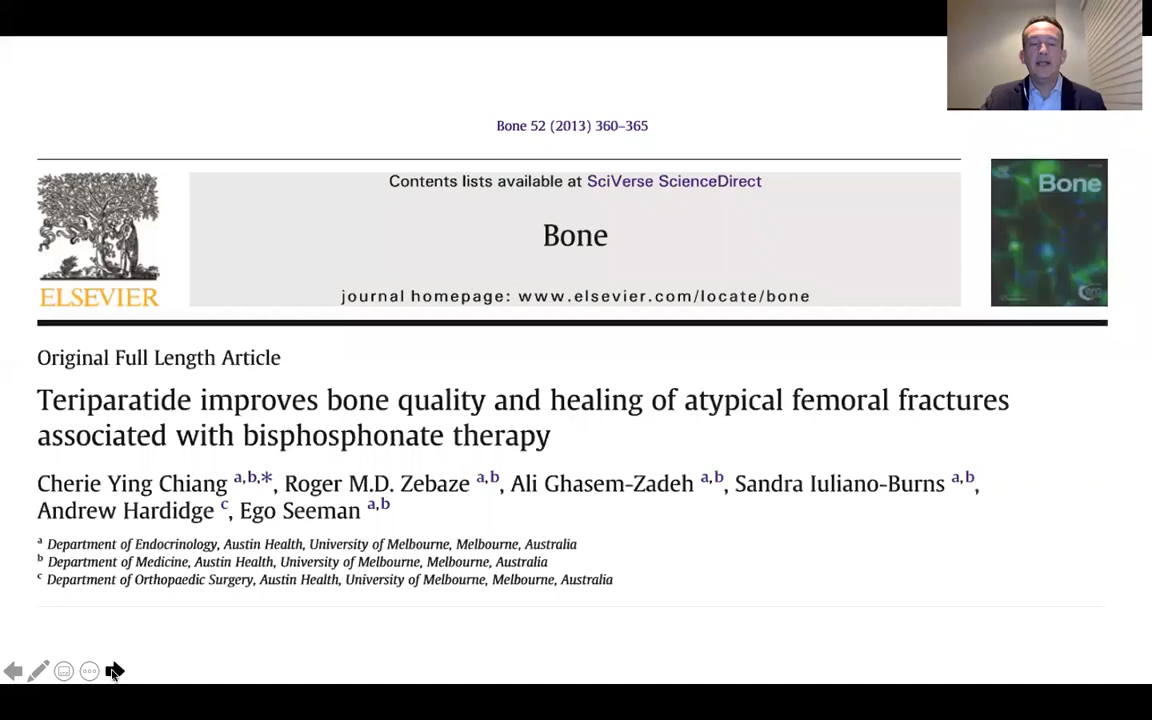 Bone 52 (2013) 360–365
Contents lists available at SciVerse ScienceDirect
Bone
journal homepage: www.elsevier.com/locate/bone
ELSEVIER
Bone
Original Full Length Article
Teriparatide improves bone quality and healing of atypical femoral fractures
associated with bisphosphonate therapy
Cherie Ying Chiang a,b,*, Roger M.D. Zebaze a,b, Ali Ghasem-Zadeh a,b, Sandra Iuliano-Burns a,b,
Andrew Hardidge c, Ego Seeman a,b
a Department of Endocrinology, Austin Health, University of Melbourne, Melbourne, Australia
b Department of Medicine, Austin Health, University of Melbourne, Melbourne, Australia
c Department of Orthopaedic Surgery, Austin Health, University of Melbourne, Melbourne, Australia